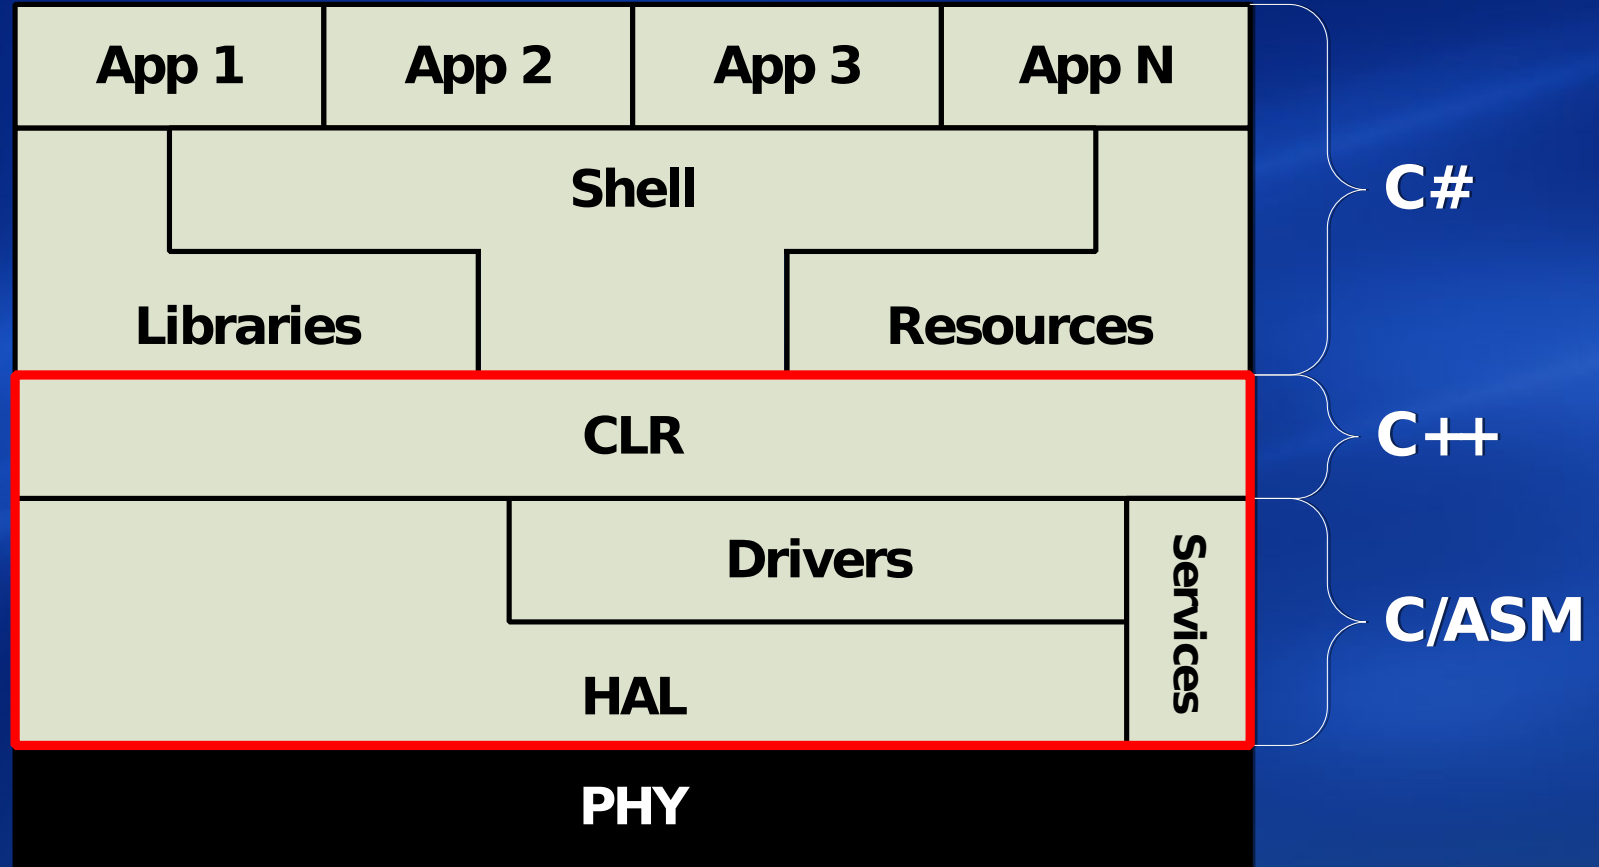 App 1
App 2
App 3
App N
Shell
C#
Libraries
Resources
CLR
C++
Drivers
Services
C/ASM
HAL
PHY